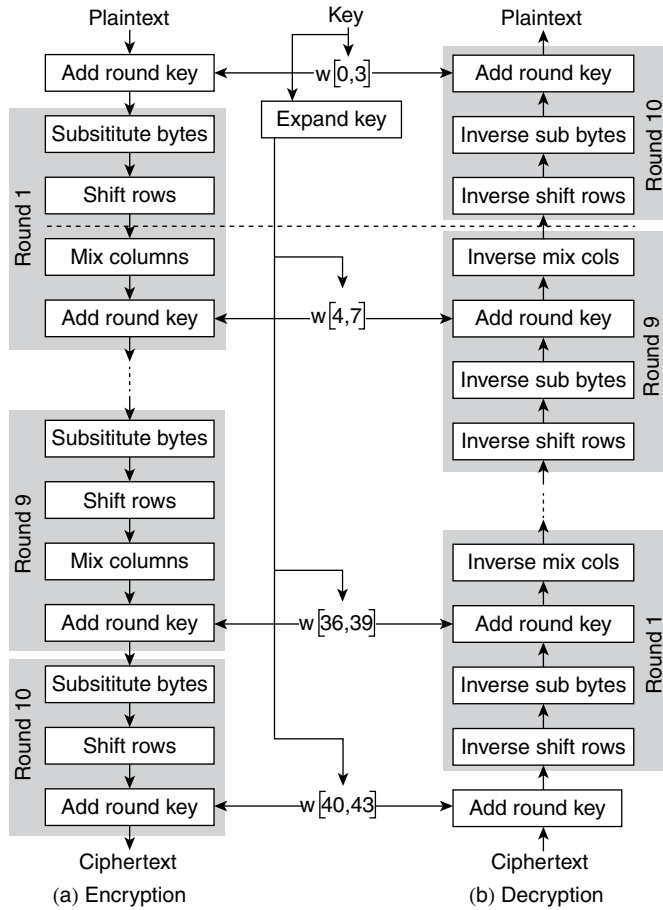 Plaintext
Add round key
Subsititute bytes
Shift rows
Mix columns
Add round key
Round 1
Subsititute bytes
Shift rows
Mix columns
Add round key
Round 9
Subsititute bytes
Shift rows
Add round key
Round 10
Ciphertext
(a) Encryption
Key
w[0,3]
Expand key
w[4,7]
w[36,39]
w[40,43]
Plaintext
Add round key
Inverse sub bytes
Inverse shift rows
Round 10
Inverse mix cols
Add round key
Inverse sub bytes
Inverse shift rows
Round 9
Inverse mix cols
Add round key
Inverse sub bytes
Inverse shift rows
Round 1
Add round key
Ciphertext
(b) Decryption